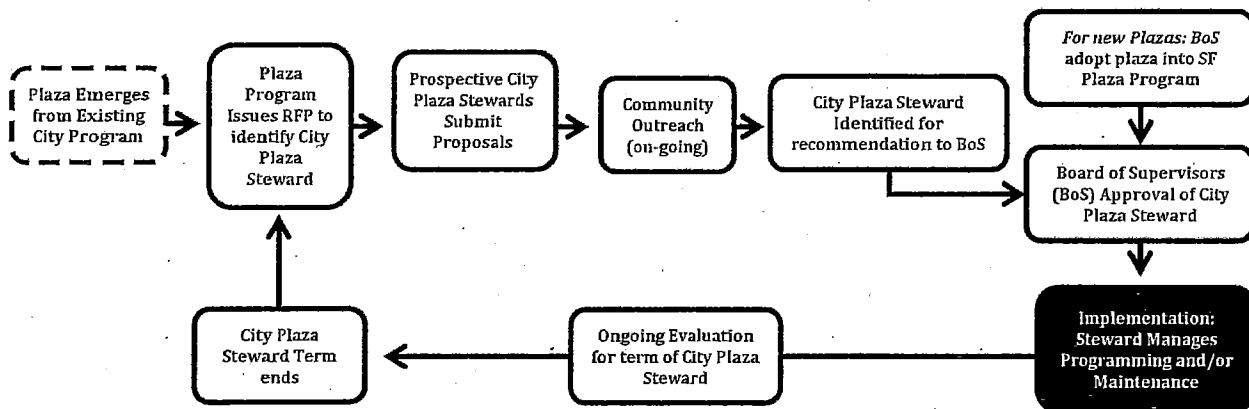 Plaza Emerges
from Existing
City Program
Plaza
Program
Issues RFP to
identify City
Plaza
Steward
Prospective City
Plaza Stewards
Submit
Proposals
Community
Outreach
(on-going)
City Plaza Steward
Identified for
recommendation to BoS
For new Plazas: BoS
adopt plaza into SF
Plaza Program
Board of Supervisors
(BoS) Approval of City
Plaza Steward
Implementation:
Steward Manages
Programming and/or
Maintenance
Ongoing Evaluation
for term of City Plaza
Steward
City Plaza
Steward Term
ends